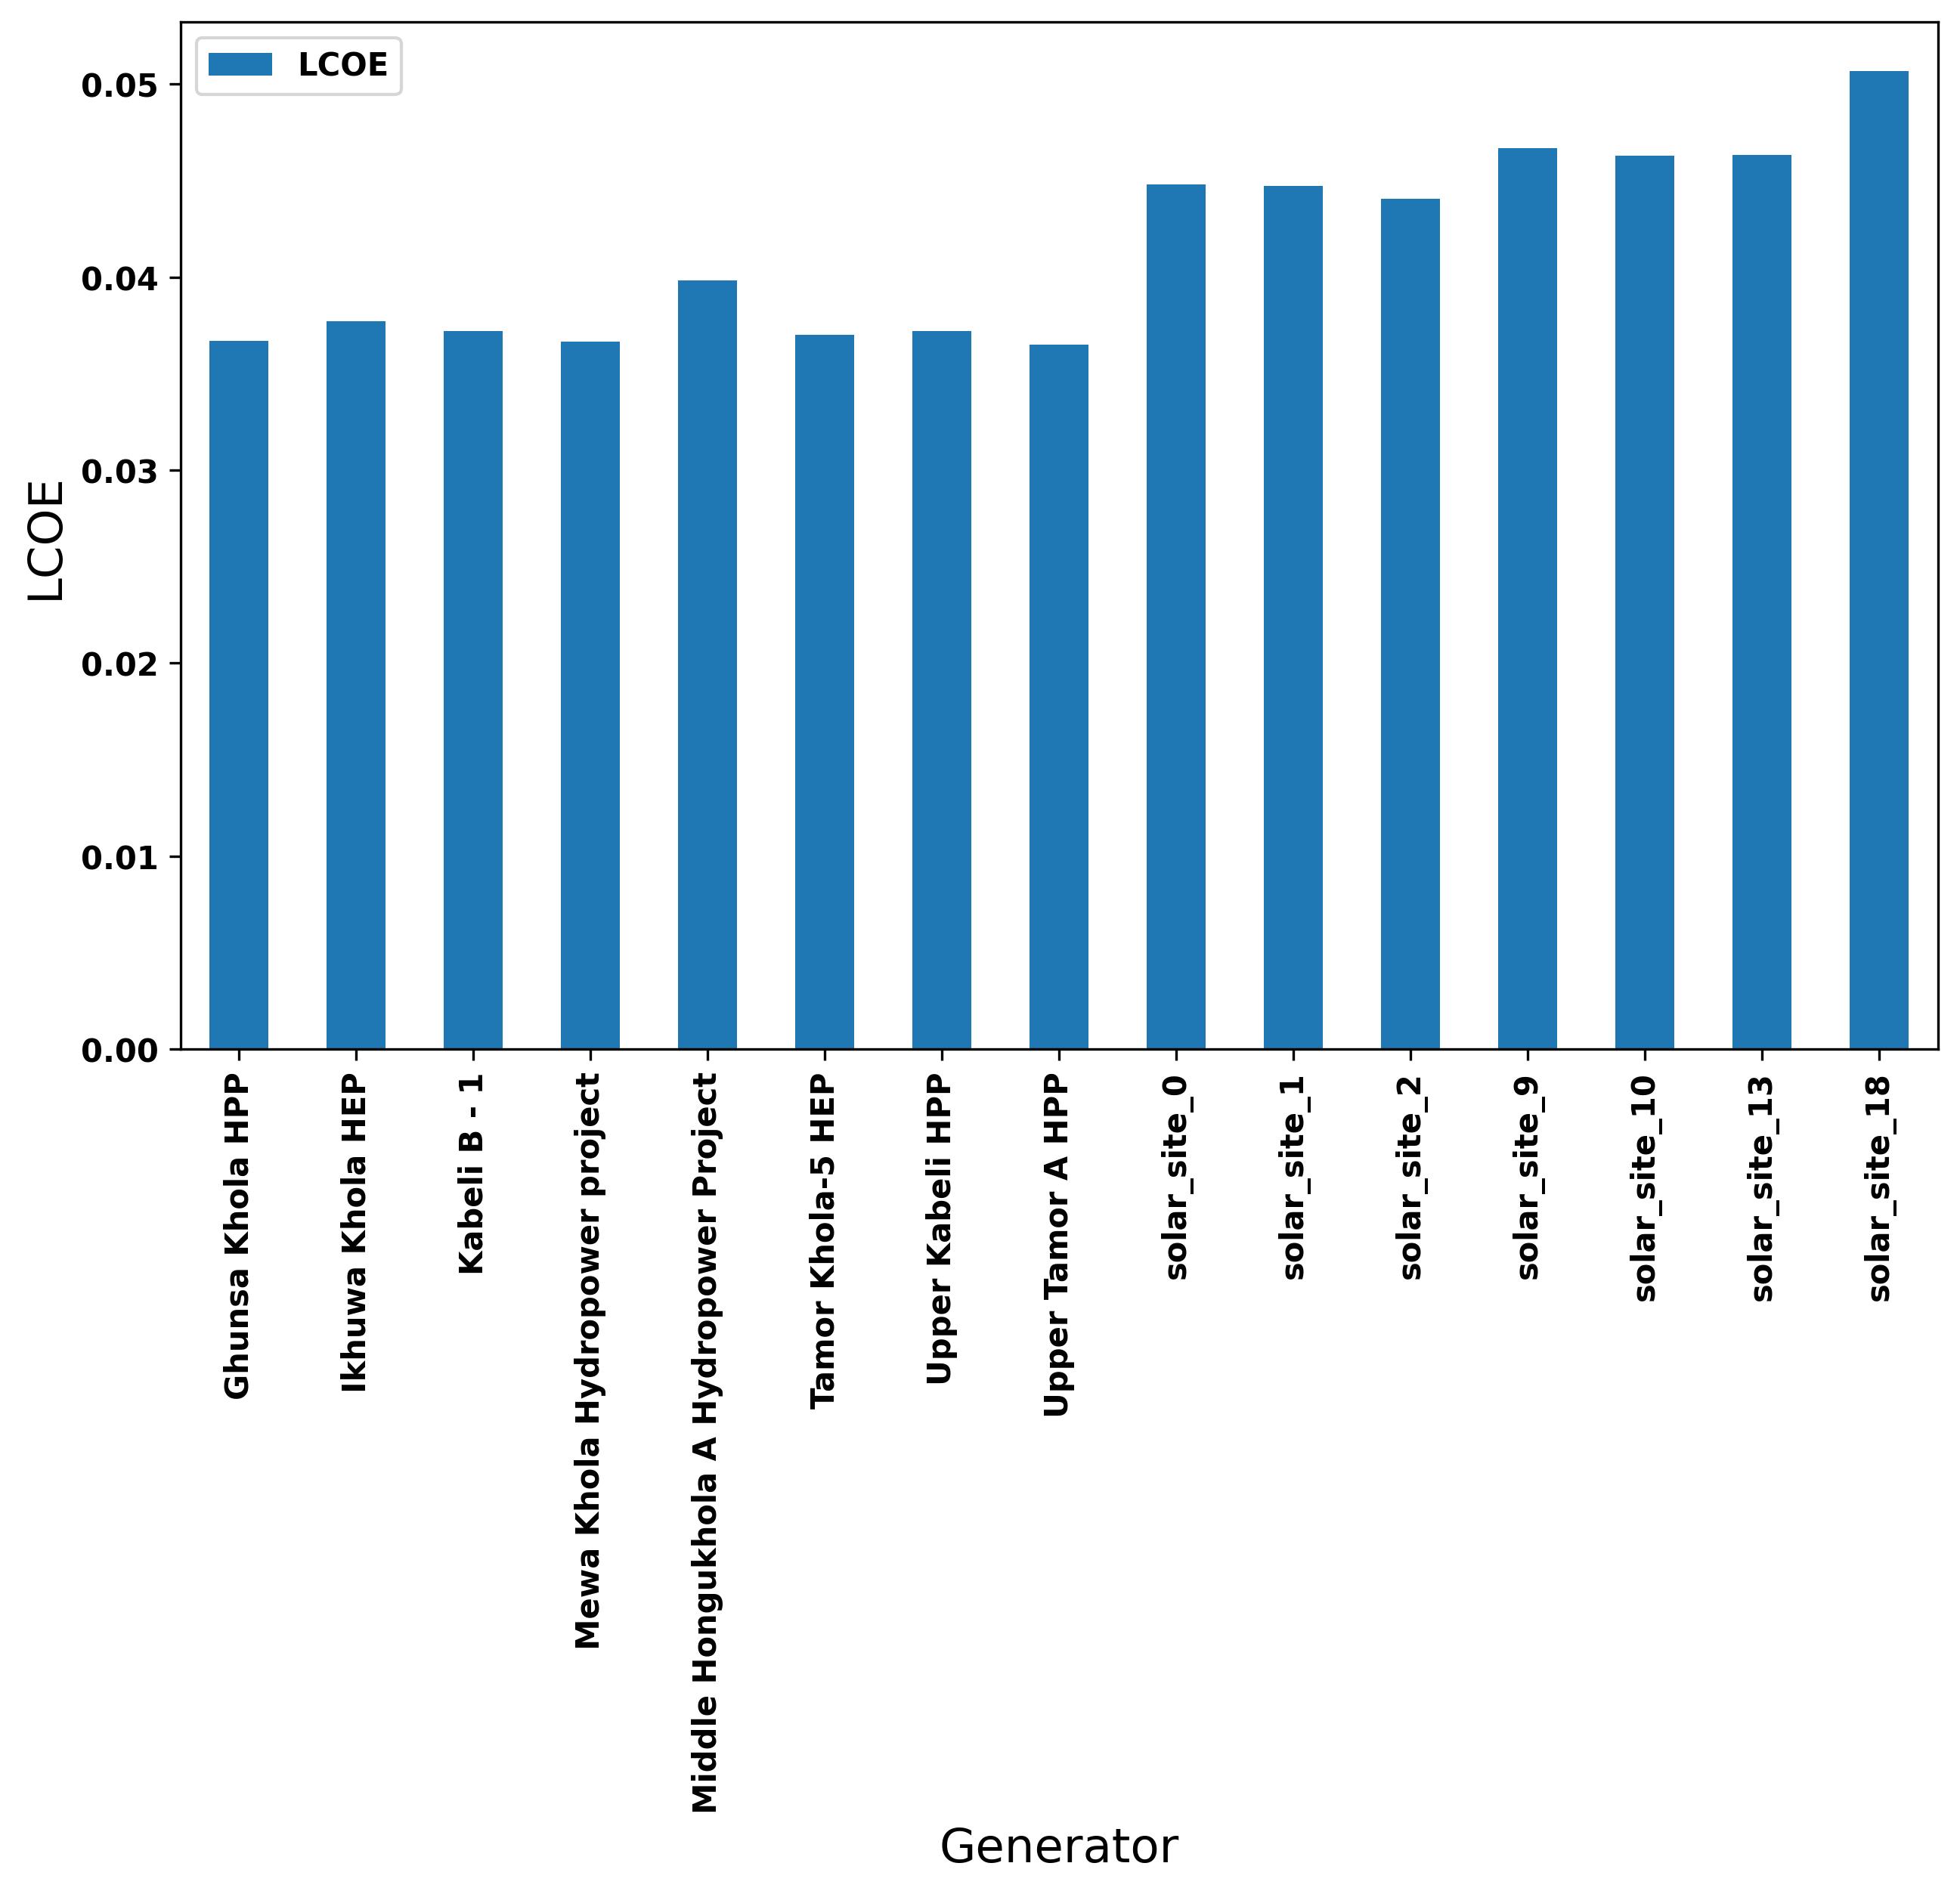 LCOE
0.05
0.04
0.03
0.02
0.01
0.00
LCOE
Ghunsa Khola HPP
Ikhuwa Khola HEP
Kabeli B - 1
Mewa Khola Hydropower project
Middle Hongukhola A Hydropower Project
Tamor Khola-5 HEP
Upper Kabeli HPP
Upper Tamor A HPP
solar_site_0
solar_site_1
solar_site_2
solar_site_9
solar_site_10
solar_site_13
solar_site_18
Generator